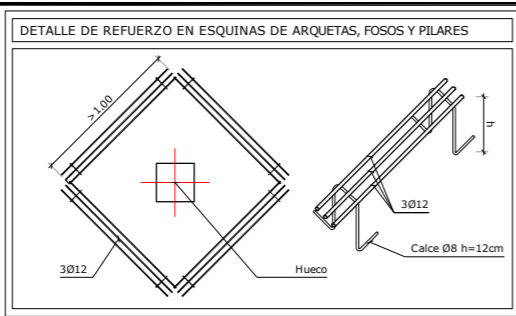 DETALLE DE REFUERZO EN ESQUINAS DE ARQUETAS, FOSOS Y PILARES
>1.00
h
3Ø12
Calce Ø8 h=12cm
3Ø12
Hueco